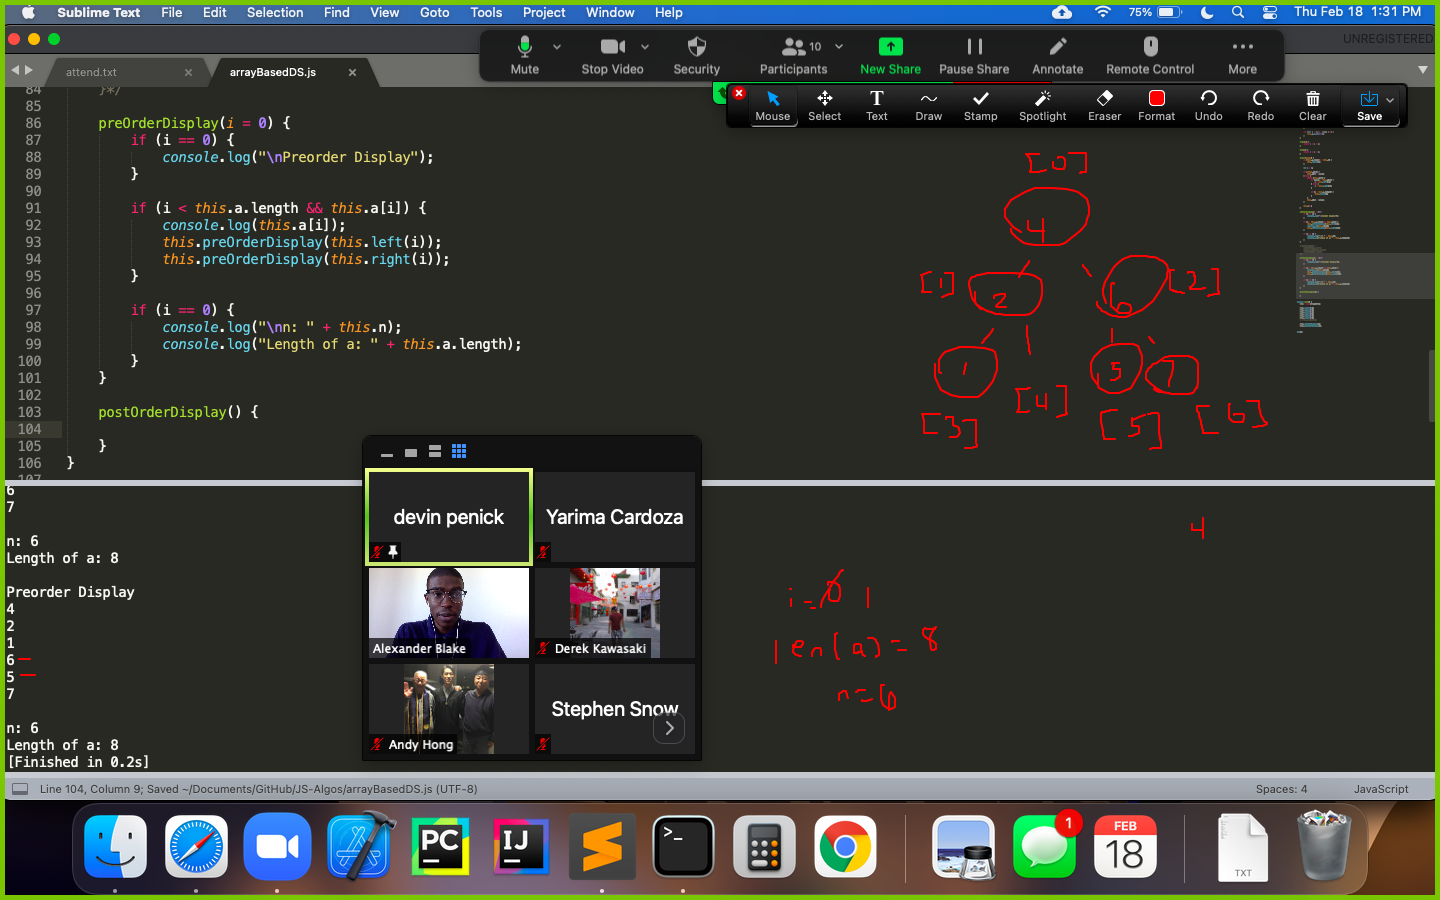 Sublime Text File Edit Selection Find View Goto Tools Project Window Help 75% Thu Feb 18 1:31 PM
UNREGISTERED
Mute Stop Video Security Participants 10 New Share Pause Share Annotate Remote Control More
attend.txt × arrayBasedDS.js ×
Mouse Select Text Draw Stamp Spotlight Eraser Format Undo Redo Clear Save
84 }*/
85
86 preOrderDisplay(i = 0) {
87 if (i == 0) {
88 console.log("\nPreorder Display");
89 }
90
91 if (i < this.a.length && this.a[i]) {
92 console.log(this.a[i]);
93 this.preOrderDisplay(this.left(i));
94 this.preOrderDisplay(this.right(i));
95 }
96
97 if (i == 0) {
98 console.log("\nn: " + this.n);
99 console.log("Length of a: " + this.a.length);
100 }
101 }
102
103 postOrderDisplay() {
104
105 }
106 }
107
[0]
4
[1] 2 6 [2]
1 5 7
[3] [4] [5] [6]
6
7
n: 6
Length of a: 8
Preorder Display
4
2
1
6
5
7
n: 6
Length of a: 8
[Finished in 0.2s]
devin penick
Yarima Cardoza
Alexander Blake
Derek Kawasaki
Andy Hong
Stephen Snow
4
i=0 1
len(a)=8
n=6
Line 104, Column 9; Saved ~/Documents/GitHub/JS-Algos/arrayBasedDS.js (UTF-8) Spaces: 4 JavaScript
PC IJ >_ 1 FEB 18 TXT